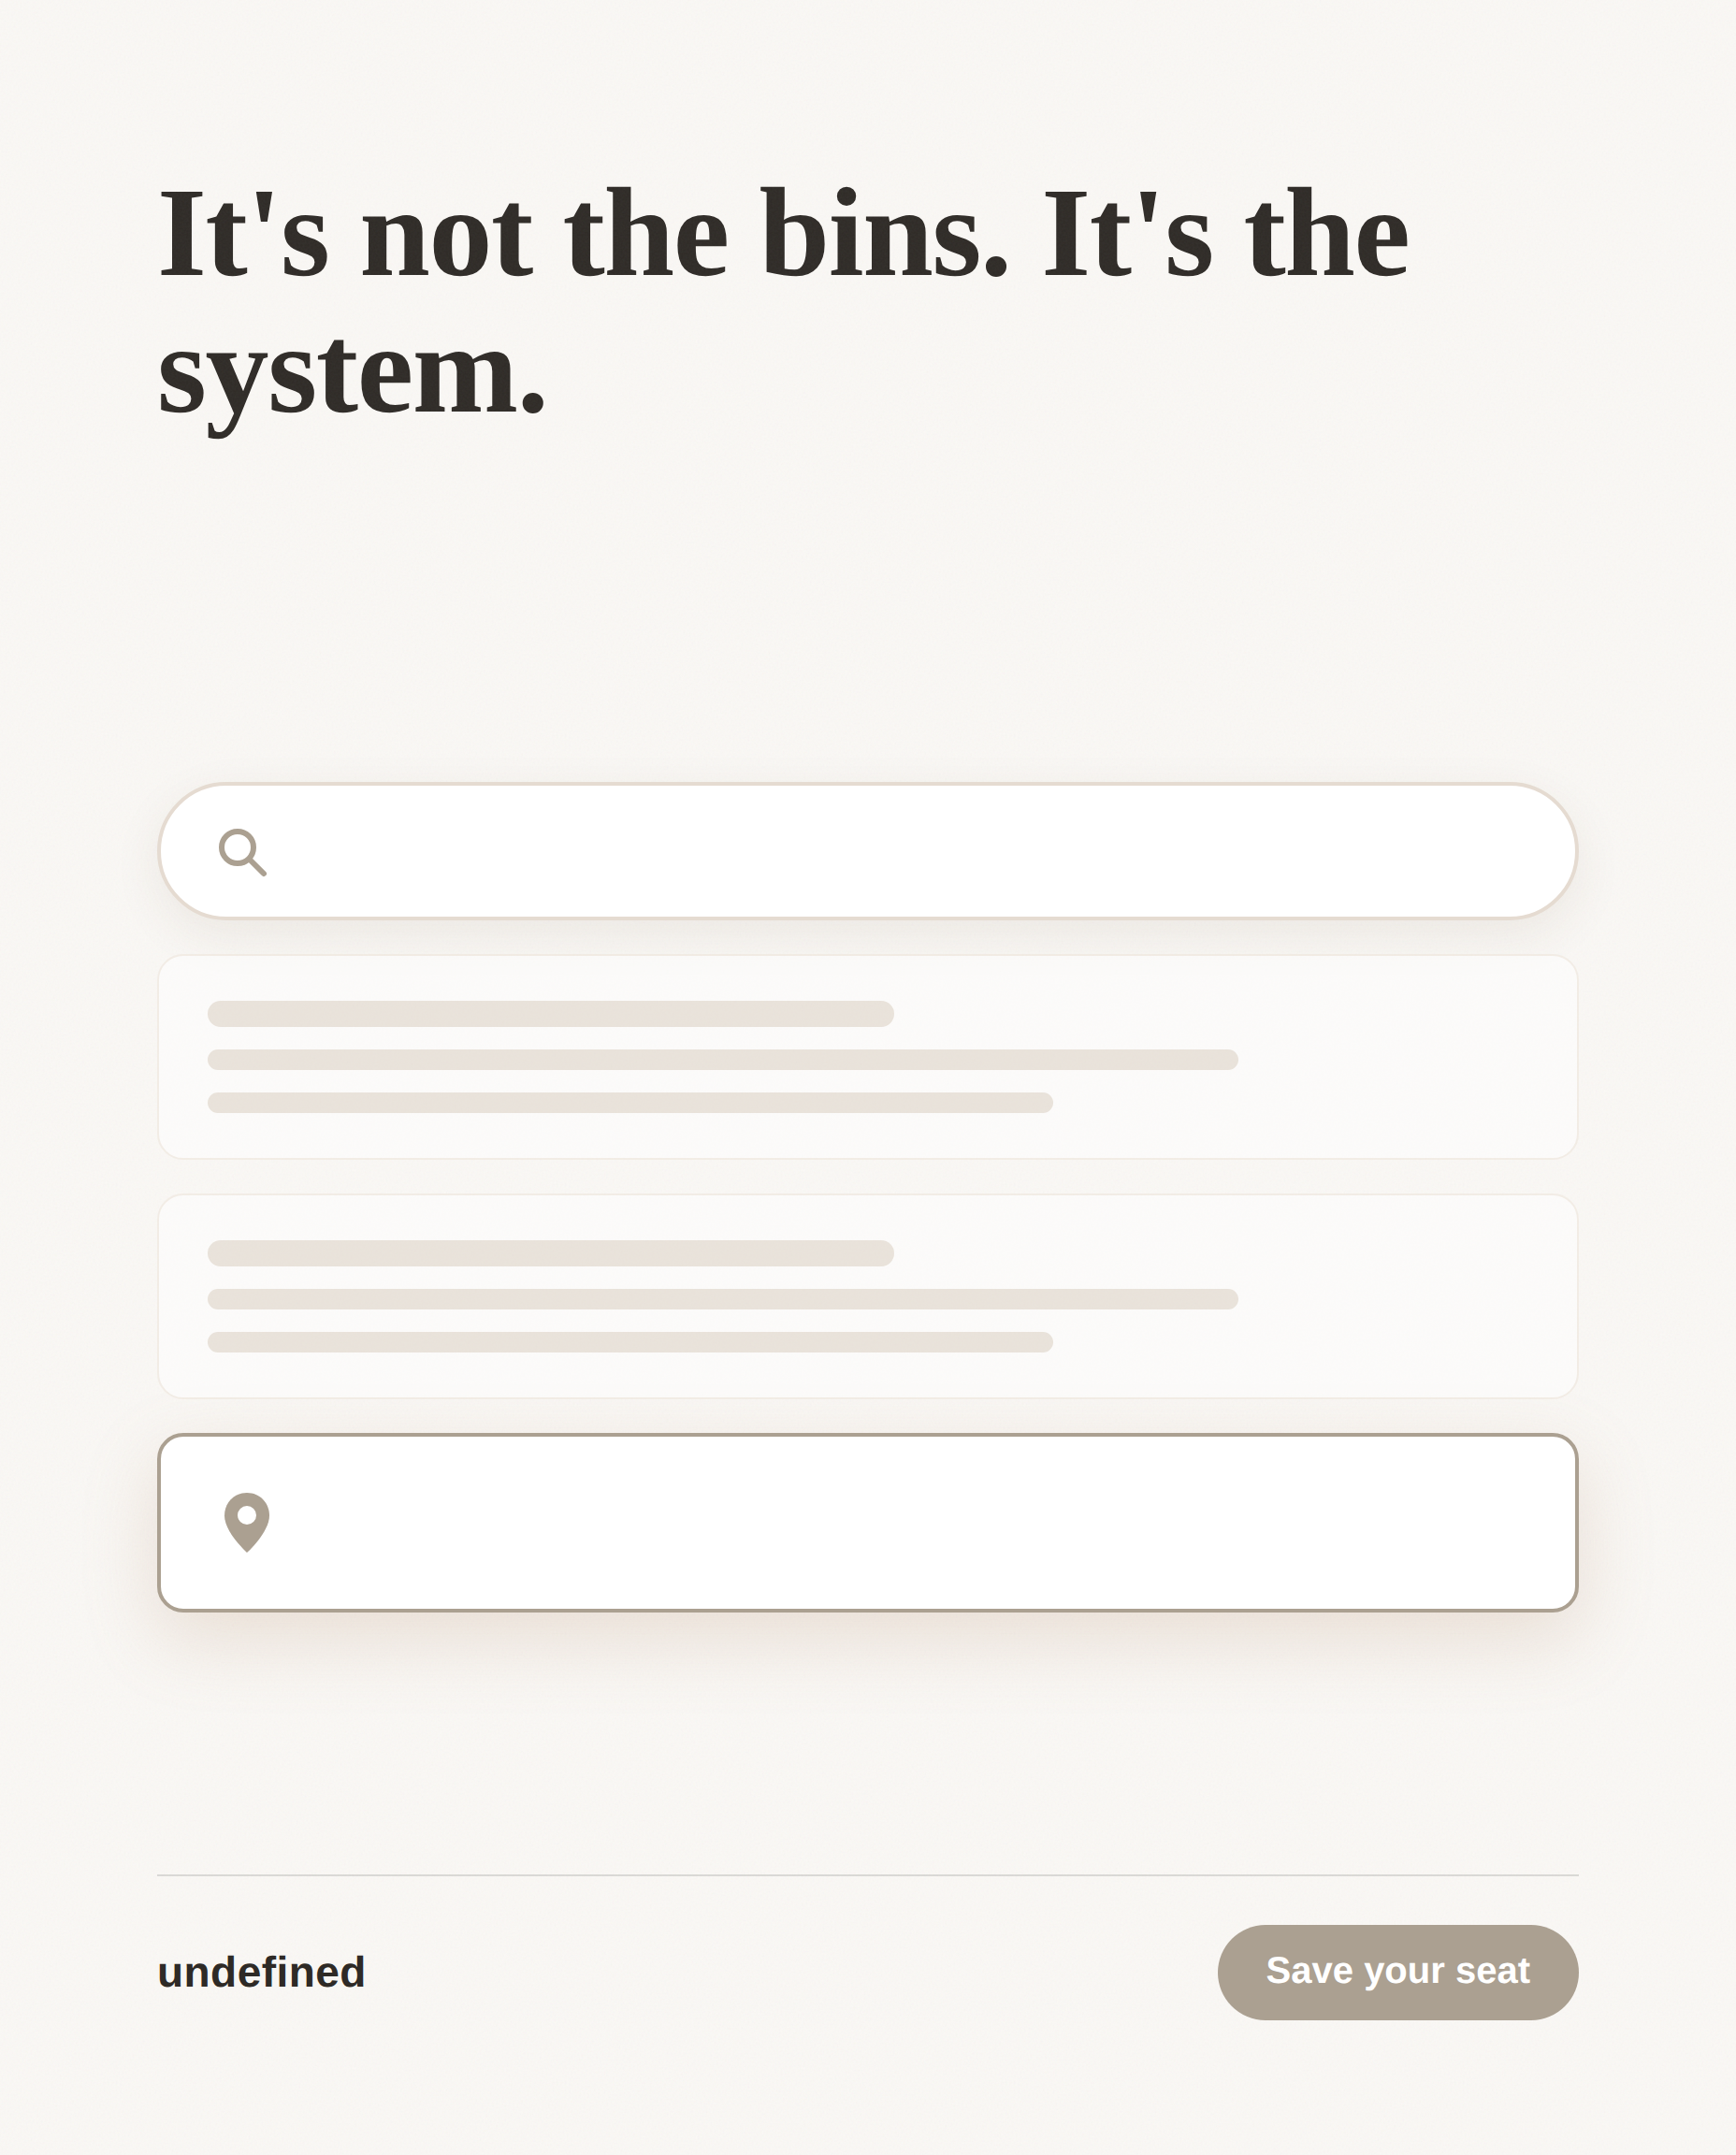 It's not the bins. It's the
system.
undefined
Save your seat